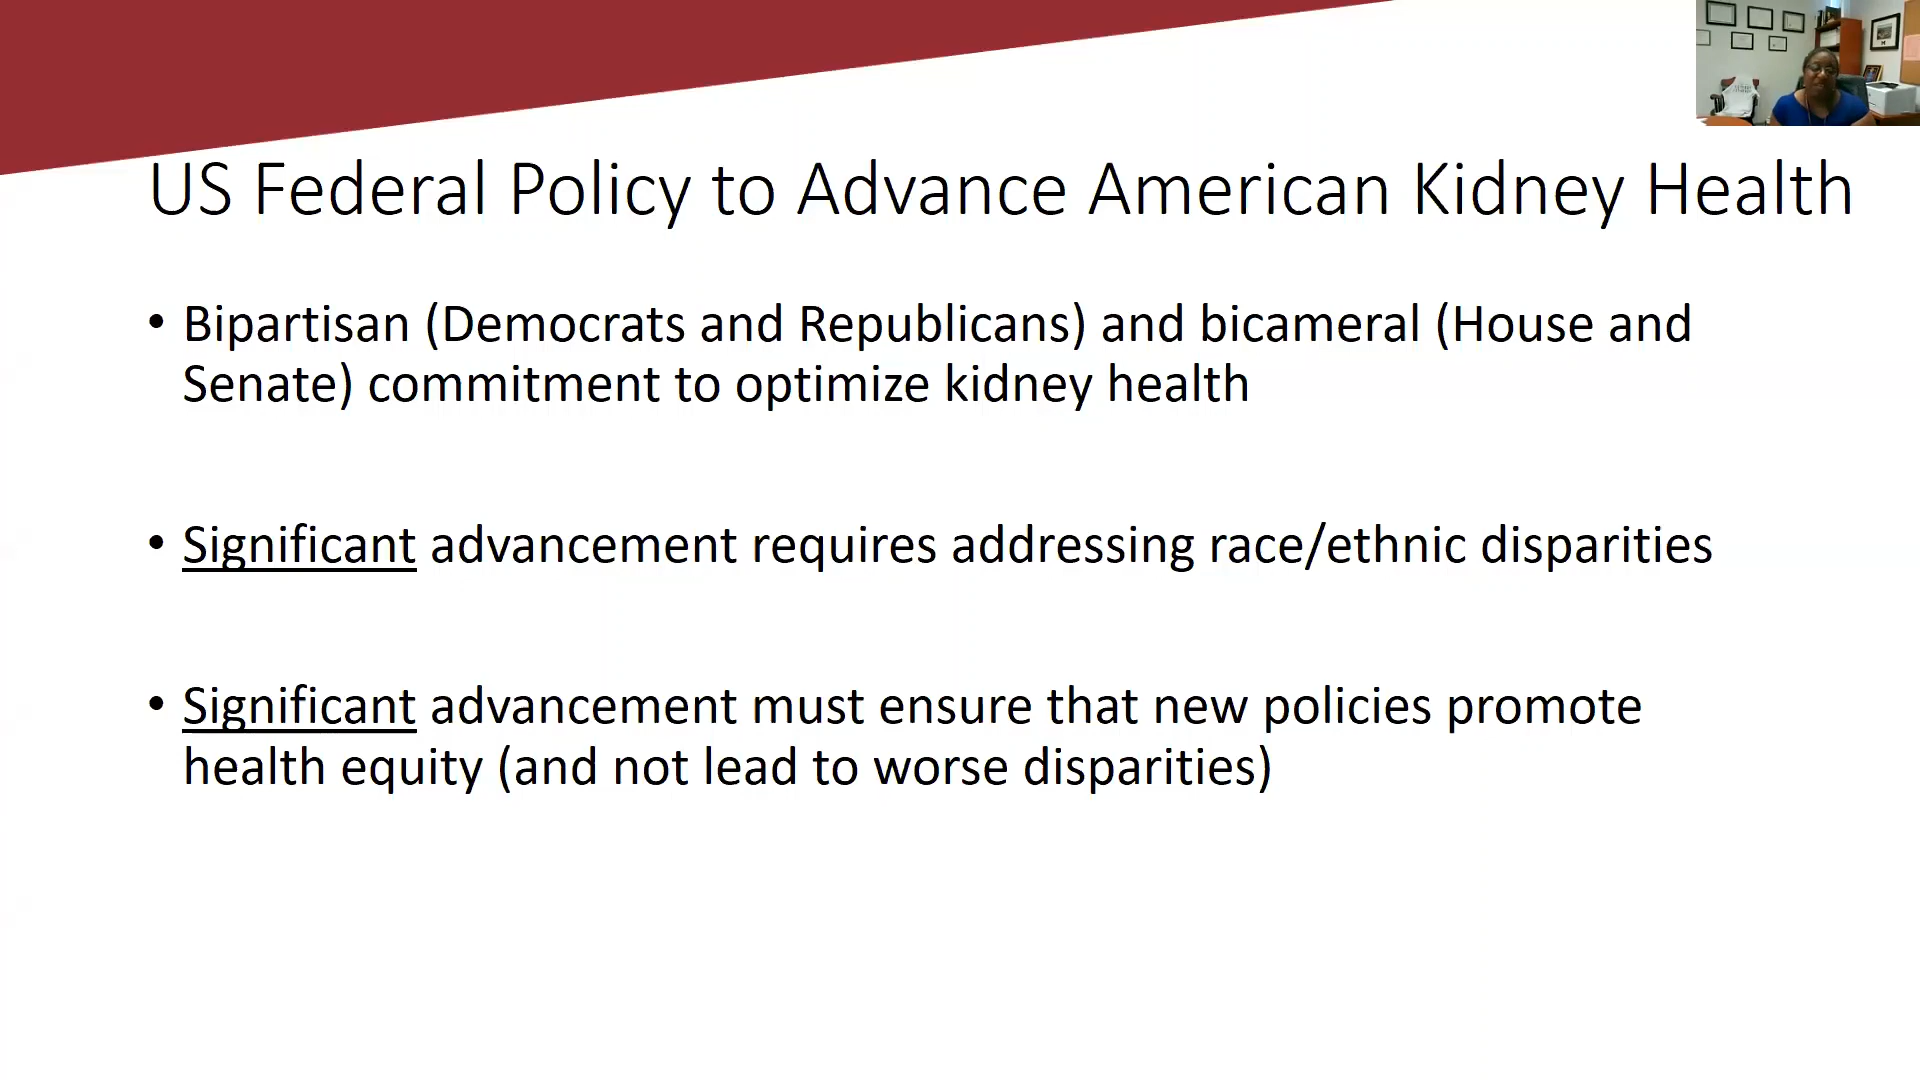 US Federal Policy to Advance American Kidney Health
• Bipartisan (Democrats and Republicans) and bicameral (House and
Senate) commitment to optimize kidney health
• Significant advancement requires addressing race/ethnic disparities
• Significant advancement must ensure that new policies promote
health equity (and not lead to worse disparities)